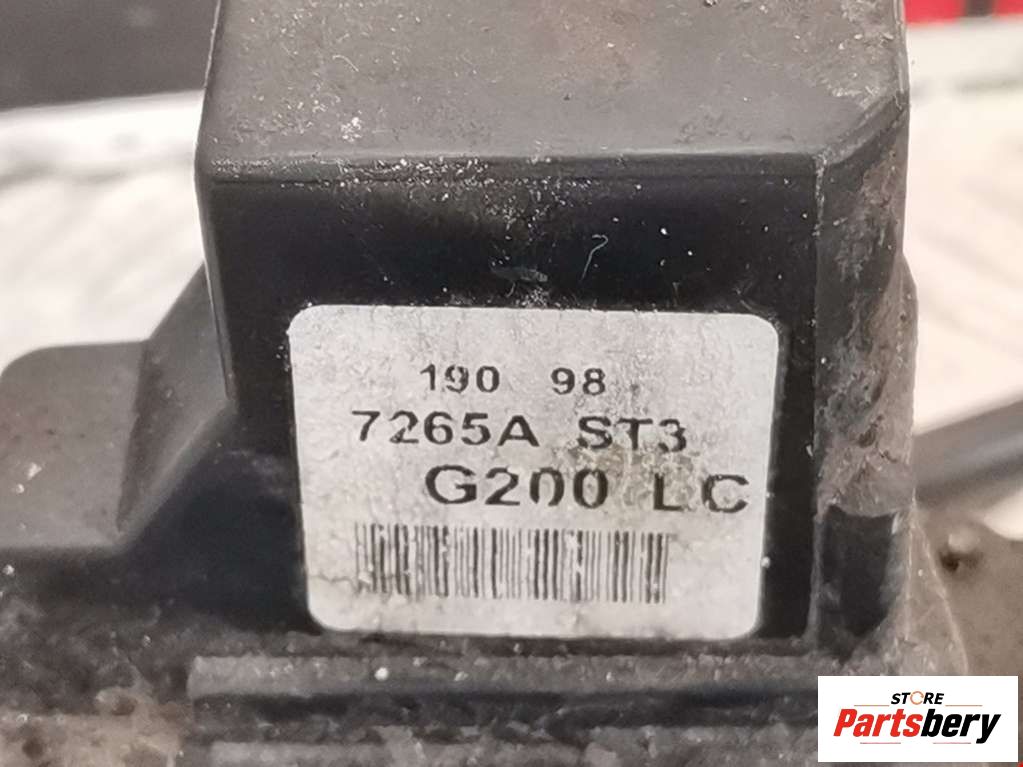 190 98
7265A ST3
G200 LC
STORE
Partsbery